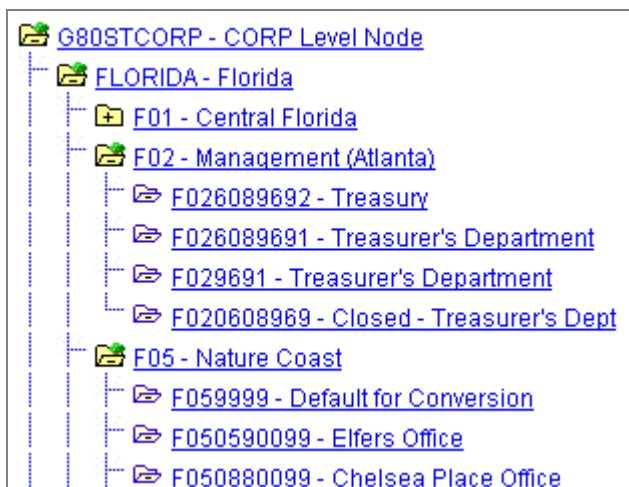 G80STCORP - CORP Level Node
FLORIDA - Florida
F01 - Central Florida
F02 - Management (Atlanta)
F026089692 - Treasury
F026089691 - Treasurer's Department
F029691 - Treasurer's Department
F020608969 - Closed - Treasurer's Dept
F05 - Nature Coast
F059999 - Default for Conversion
F050590099 - Elfers Office
F050880099 - Chelsea Place Office